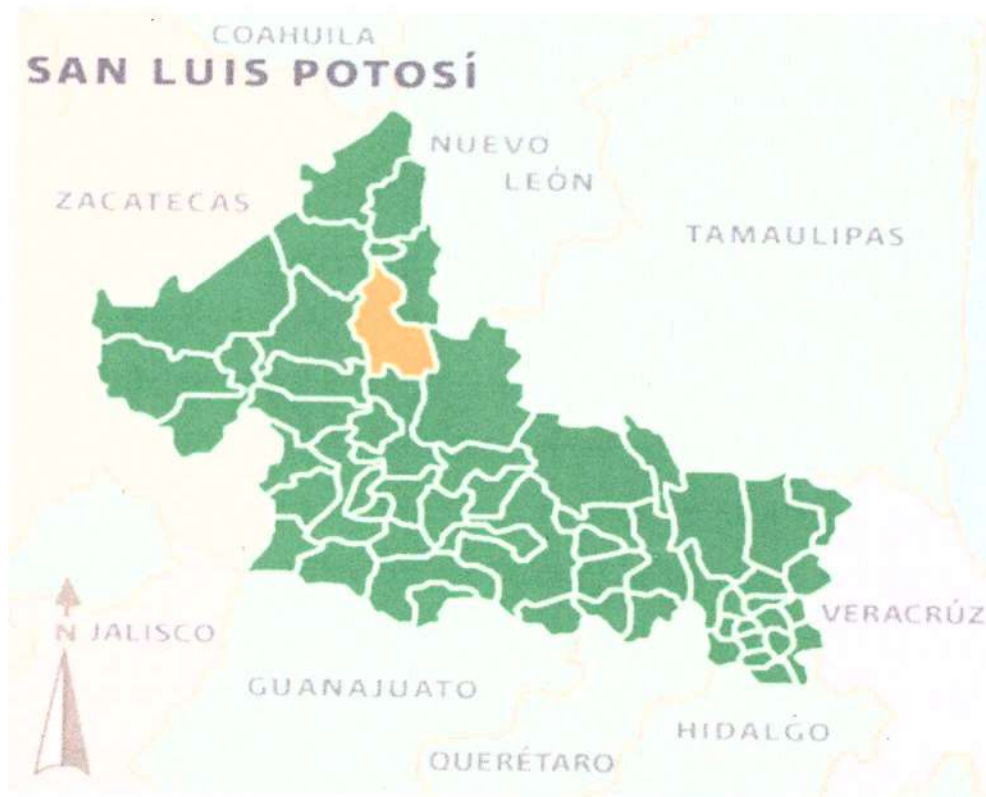 COAHUILA
SAN LUIS POTOSÍ
NUEVO
LEÓN
ZACATECAS
TAMAULIPAS
N JALISCO
VERACRÚZ
GUANAJUATO
HIDALGO
QUERÉTARO